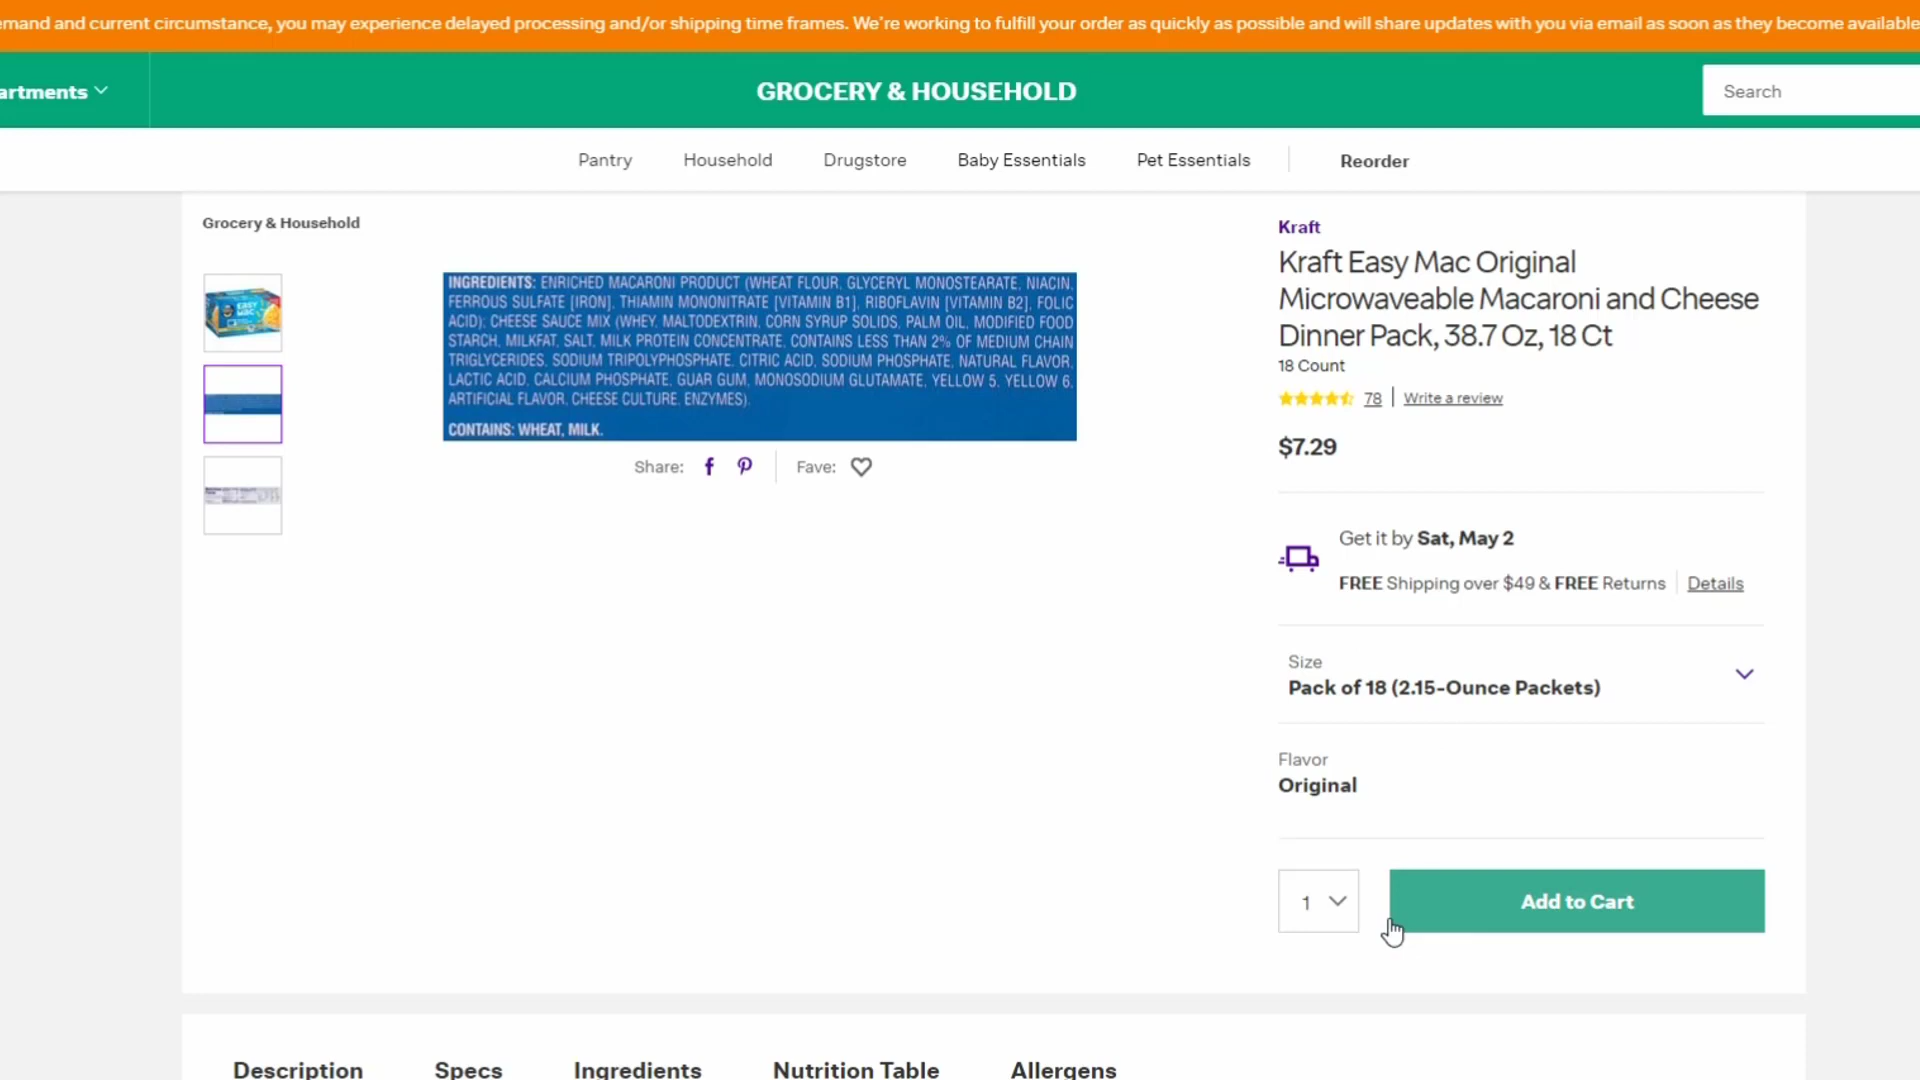 emand and current circumstance, you may experience delayed processing and/or shipping time frames. We're working to fulfill your order as quickly as possible and will share updates with you via email as soon as they become available
artments
GROCERY & HOUSEHOLD
Search
Pantry
Household
Drugstore
Baby Essentials
Pet Essentials
Reorder
Grocery & Household
EASY MAC
INGREDIENTS: ENRICHED MACARONI PRODUCT (WHEAT FLOUR, GLYCERYL MONOSTEARATE, NIACIN,
FERROUS SULFATE [IRON], THIAMIN MONONITRATE [VITAMIN B1], RIBOFLAVIN [VITAMIN B2], FOLIC
ACID); CHEESE SAUCE MIX (WHEY, MALTODEXTRIN, CORN SYRUP SOLIDS, PALM OIL, MODIFIED FOOD
STARCH, MILKFAT, SALT, MILK PROTEIN CONCENTRATE, CONTAINS LESS THAN 2% OF MEDIUM CHAIN
TRIGLYCERIDES, SODIUM TRIPOLYPHOSPHATE, CITRIC ACID, SODIUM PHOSPHATE, NATURAL FLAVOR,
LACTIC ACID, CALCIUM PHOSPHATE, GUAR GUM, MONOSODIUM GLUTAMATE, YELLOW 5, YELLOW 6,
ARTIFICIAL FLAVOR, CHEESE CULTURE, ENZYMES).
CONTAINS: WHEAT, MILK.
Share:
Fave:
Kraft
Kraft Easy Mac Original
Microwaveable Macaroni and Cheese
Dinner Pack, 38.7 Oz, 18 Ct
18 Count
78 | Write a review
$7.29
Get it by Sat, May 2
FREE Shipping over $49 & FREE Returns
Details
Size
Pack of 18 (2.15-Ounce Packets)
Flavor
Original
1
Add to Cart
Description
Specs
Ingredients
Nutrition Table
Allergens